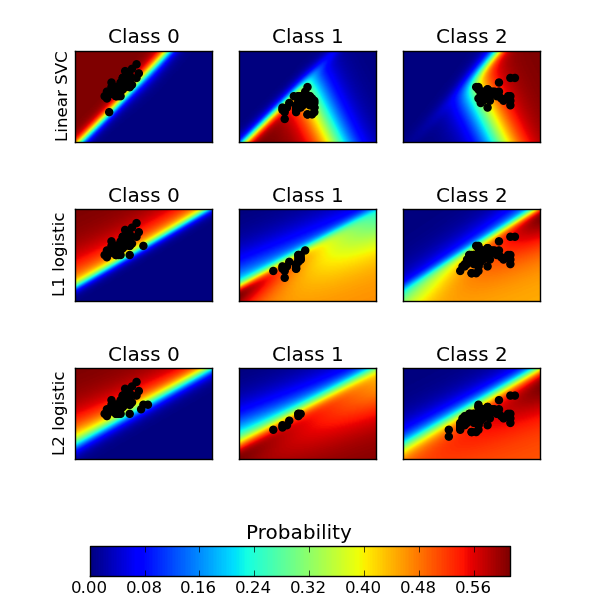 Class 0 Class 1 Class 2
Linear SVC
Class 0 Class 1 Class 2
L1 logistic
Class 0 Class 1 Class 2
L2 logistic
Probability
0.00 0.08 0.16 0.24 0.32 0.40 0.48 0.56